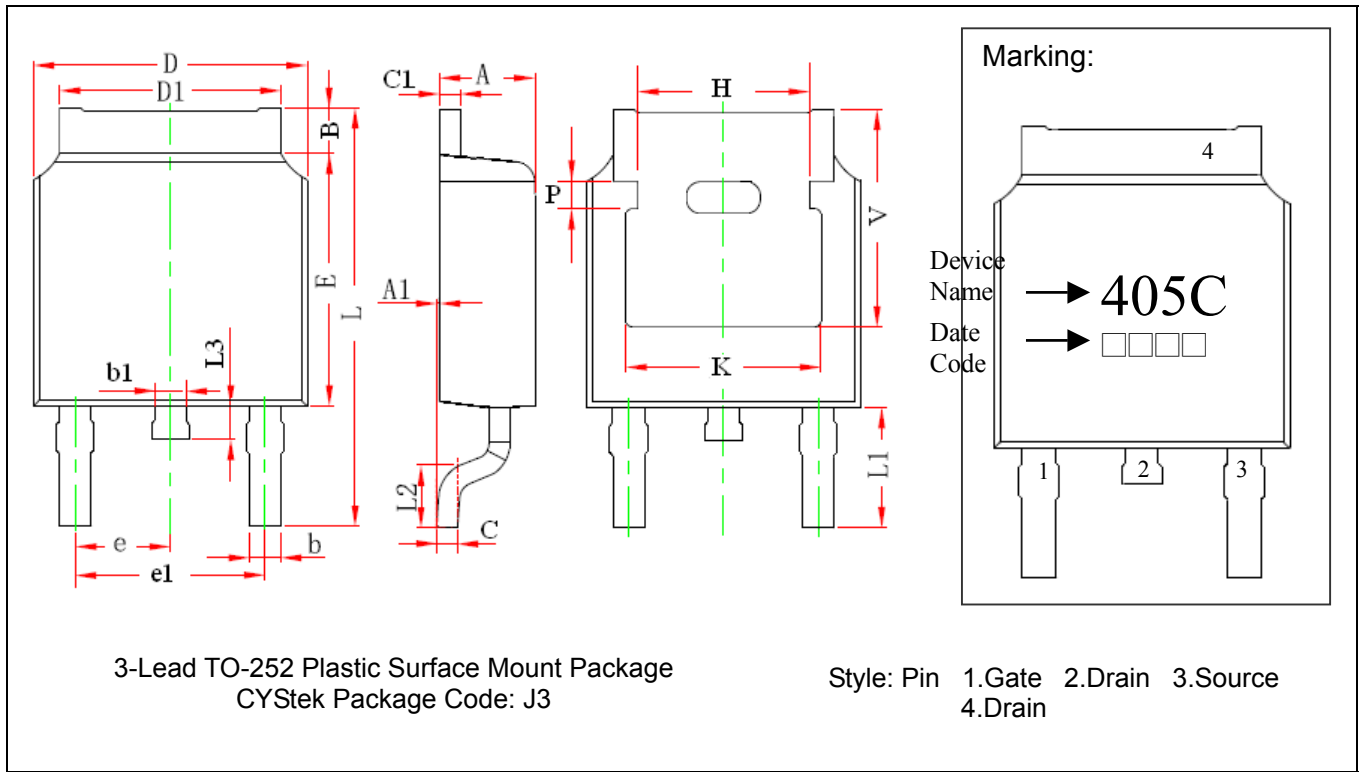 D
D1
B
E
L
L3
b1
e
e1
b
C1
A
A1
L2
C
H
P
V
K
L1
Marking:
4
Device
Name
405C
Date
Code
□□□□
1
2
3
3-Lead TO-252 Plastic Surface Mount Package
CYStek Package Code: J3
Style: Pin 1.Gate 2.Drain 3.Source
4.Drain